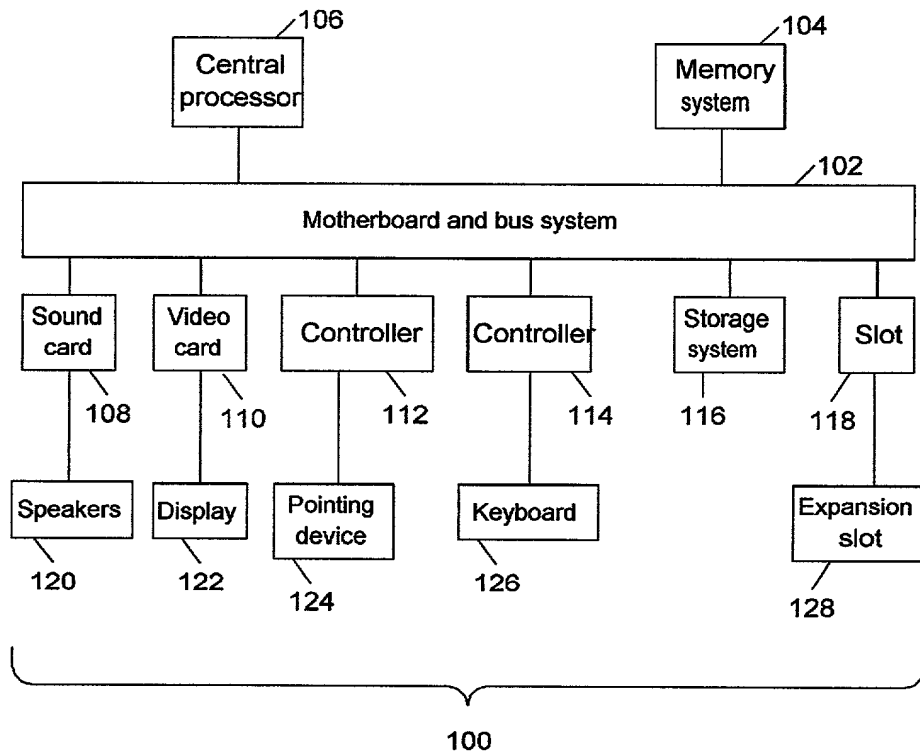 106
104
Central
processor
Memory
system
102
Motherboard and bus system
Sound
card
Video
card
Controller
Controller
Storage
system
Slot
108
110
112
114
116
118
Speakers
Display
Pointing
device
Keyboard
Expansion
slot
120
122
124
126
128
100